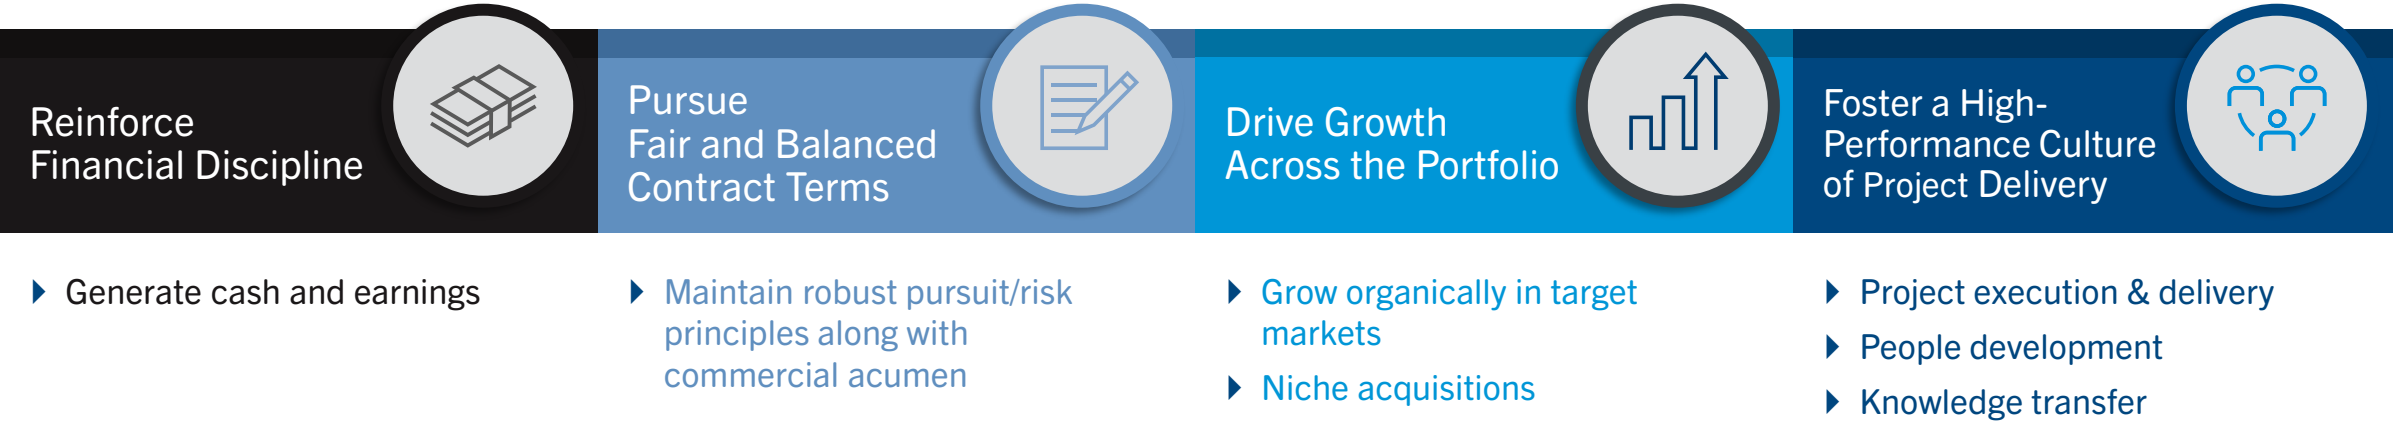 Reinforce
Financial Discipline
Generate cash and earnings
Pursue
Fair and Balanced
Contract Terms
Maintain robust pursuit/risk
principles along with
commercial acumen
Drive Growth
Across the Portfolio
Grow organically in target
markets
Niche acquisitions
Foster a High-
Performance Culture
of Project Delivery
Project execution & delivery
People development
Knowledge transfer